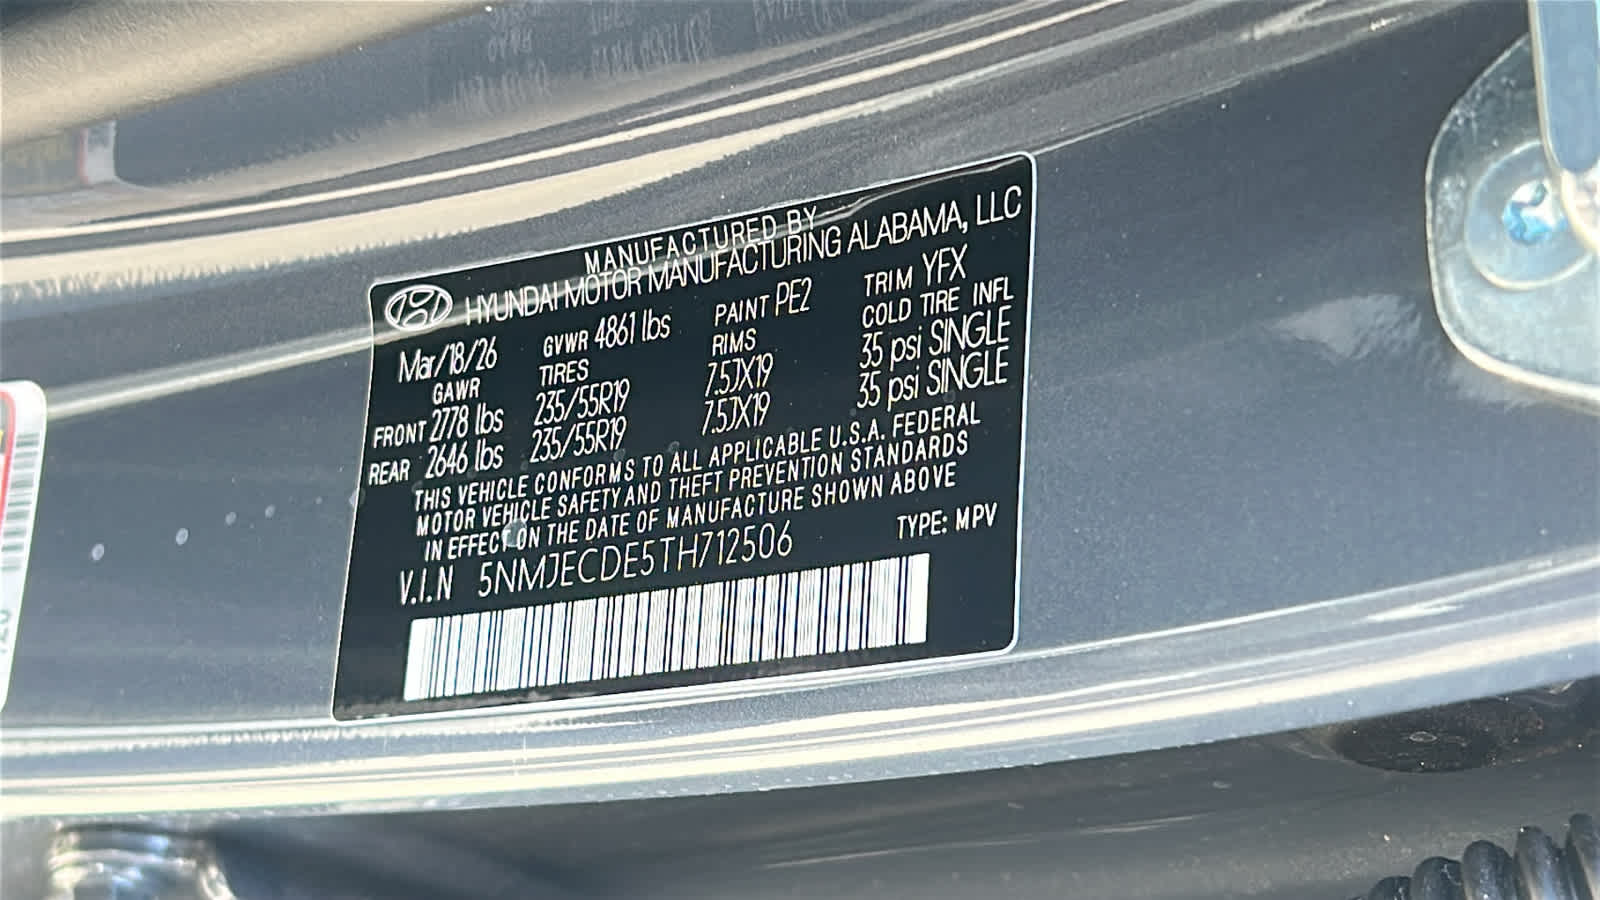 MANUFACTURED BY
HYUNDAI MOTOR MANUFACTURING ALABAMA, LLC
Mar/18/26 GVWR 4861 lbs PAINT PE2 TRIM YFX
GAWR TIRES RIMS COLD TIRE INFL
FRONT 2778 lbs 235/55R19 7.5JX19 35 psi SINGLE
REAR 2646 lbs 235/55R19 7.5JX19 35 psi SINGLE
THIS VEHICLE CONFORMS TO ALL APPLICABLE U.S.A. FEDERAL
MOTOR VEHICLE SAFETY AND THEFT PREVENTION STANDARDS
IN EFFECT ON THE DATE OF MANUFACTURE SHOWN ABOVE
V.I.N 5NMJECDE5TH712506 TYPE: MPV